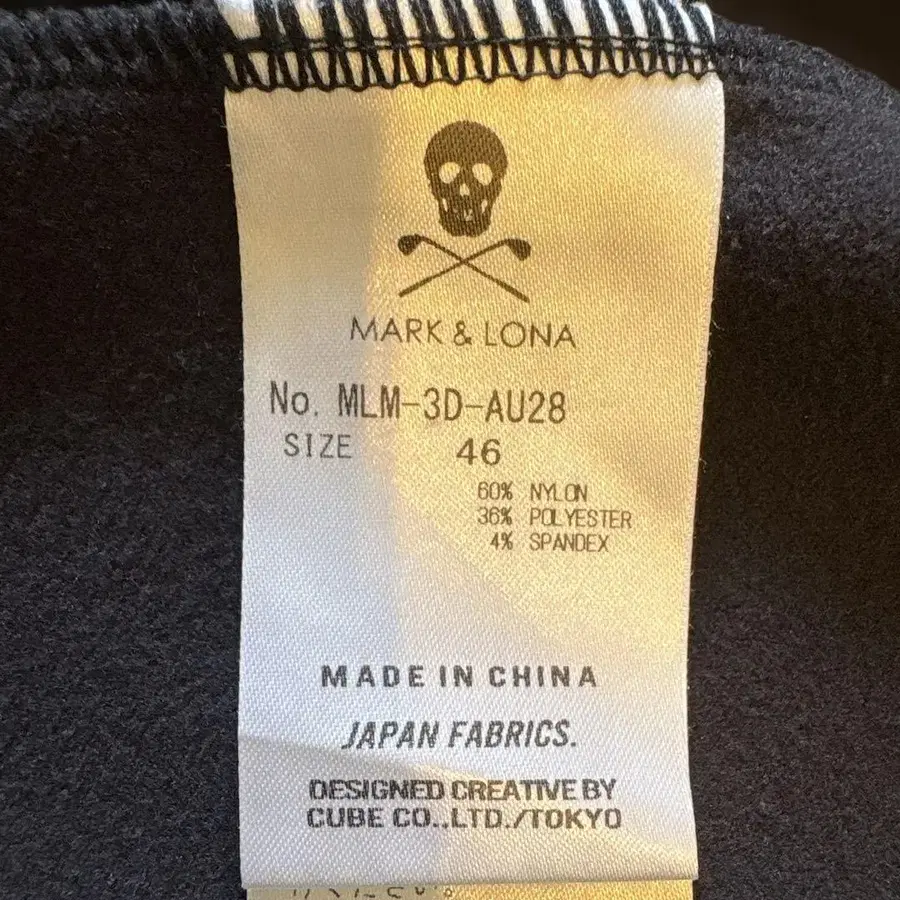 MARK & LONA
No. MLM-3D-AU28
SIZE 46
60% NYLON
36% POLYESTER
4% SPANDEX
MADE IN CHINA
JAPAN FABRICS.
DESIGNED CREATIVE BY
CUBE CO.,LTD./TOKYO